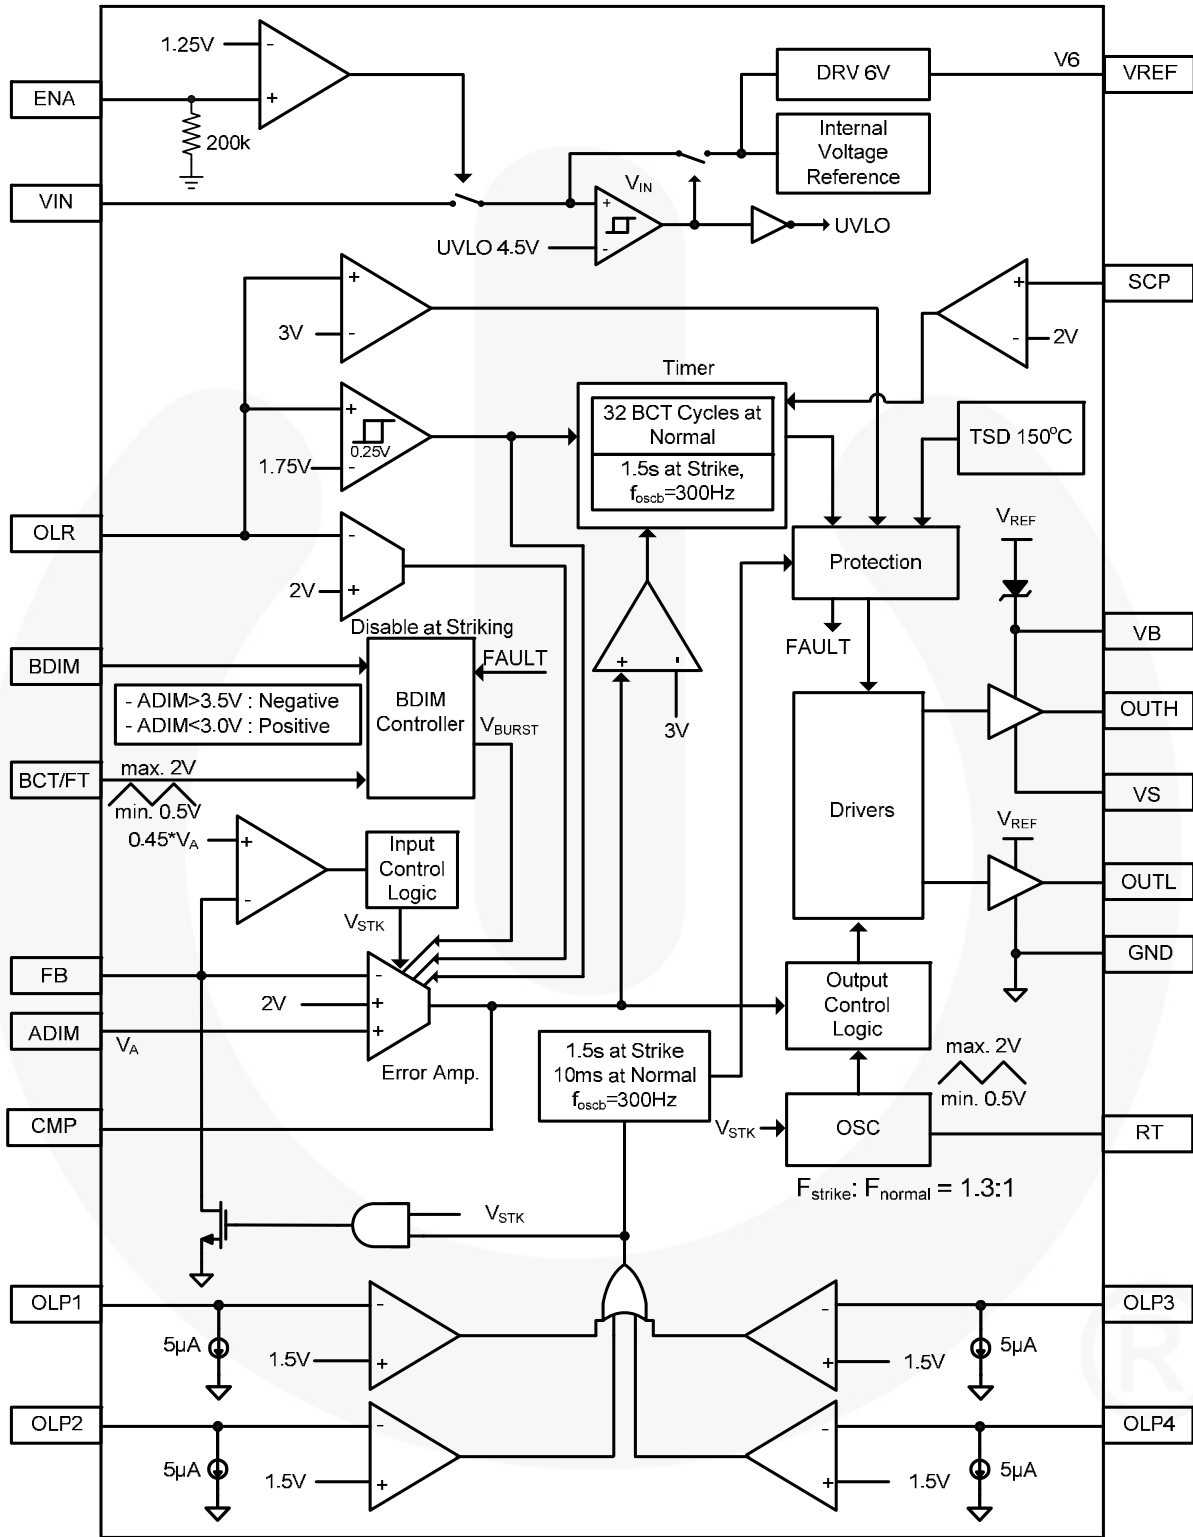 1.25V
-
ENA
+
200k
DRV 6V
V6
VREF
Internal
Voltage
Reference
VIN
VIN
+
-
UVLO 4.5V
UVLO
+
3V
-
SCP
+
-
2V
Timer
32 BCT Cycles at
Normal
1.5s at Strike,
foscb=300Hz
+
0.25V
1.75V
-
TSD 150°C
OLR
-
2V
+
VREF
Protection
FAULT
Disable at Striking
BDIM
FAULT
BDIM
Controller
- ADIM>3.5V : Negative
- ADIM<3.0V : Positive
VBURST
+
-
3V
VB
OUTH
BCT/FT
max. 2V
min. 0.5V
VS
Drivers
0.45*VA
+
-
Input
Control
Logic
VREF
OUTL
VSTK
FB
-
2V
+
ADIM
VA
+
Error Amp.
Output
Control
Logic
GND
1.5s at Strike
10ms at Normal
foscb=300Hz
max. 2V
min. 0.5V
CMP
VSTK
OSC
RT
Fstrike: Fnormal = 1.3:1
VSTK
OLP1
-
5µA
1.5V
+
-
OLP3
+
1.5V
5µA
OLP2
-
5µA
1.5V
+
-
OLP4
+
1.5V
5µA
®